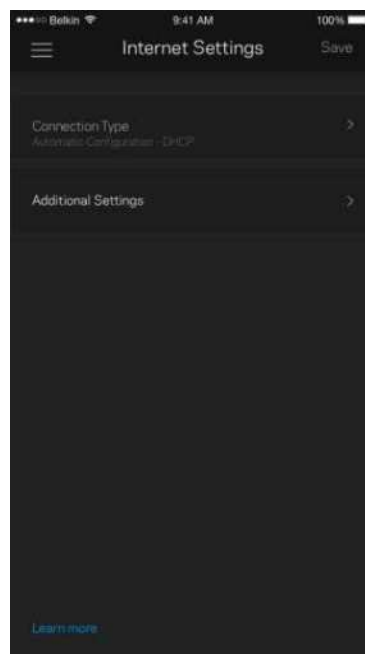 Belkin 9:41 AM 100%
Internet Settings Save
Connection Type
Automatic Configuration - DHCP
Additional Settings
Learn more